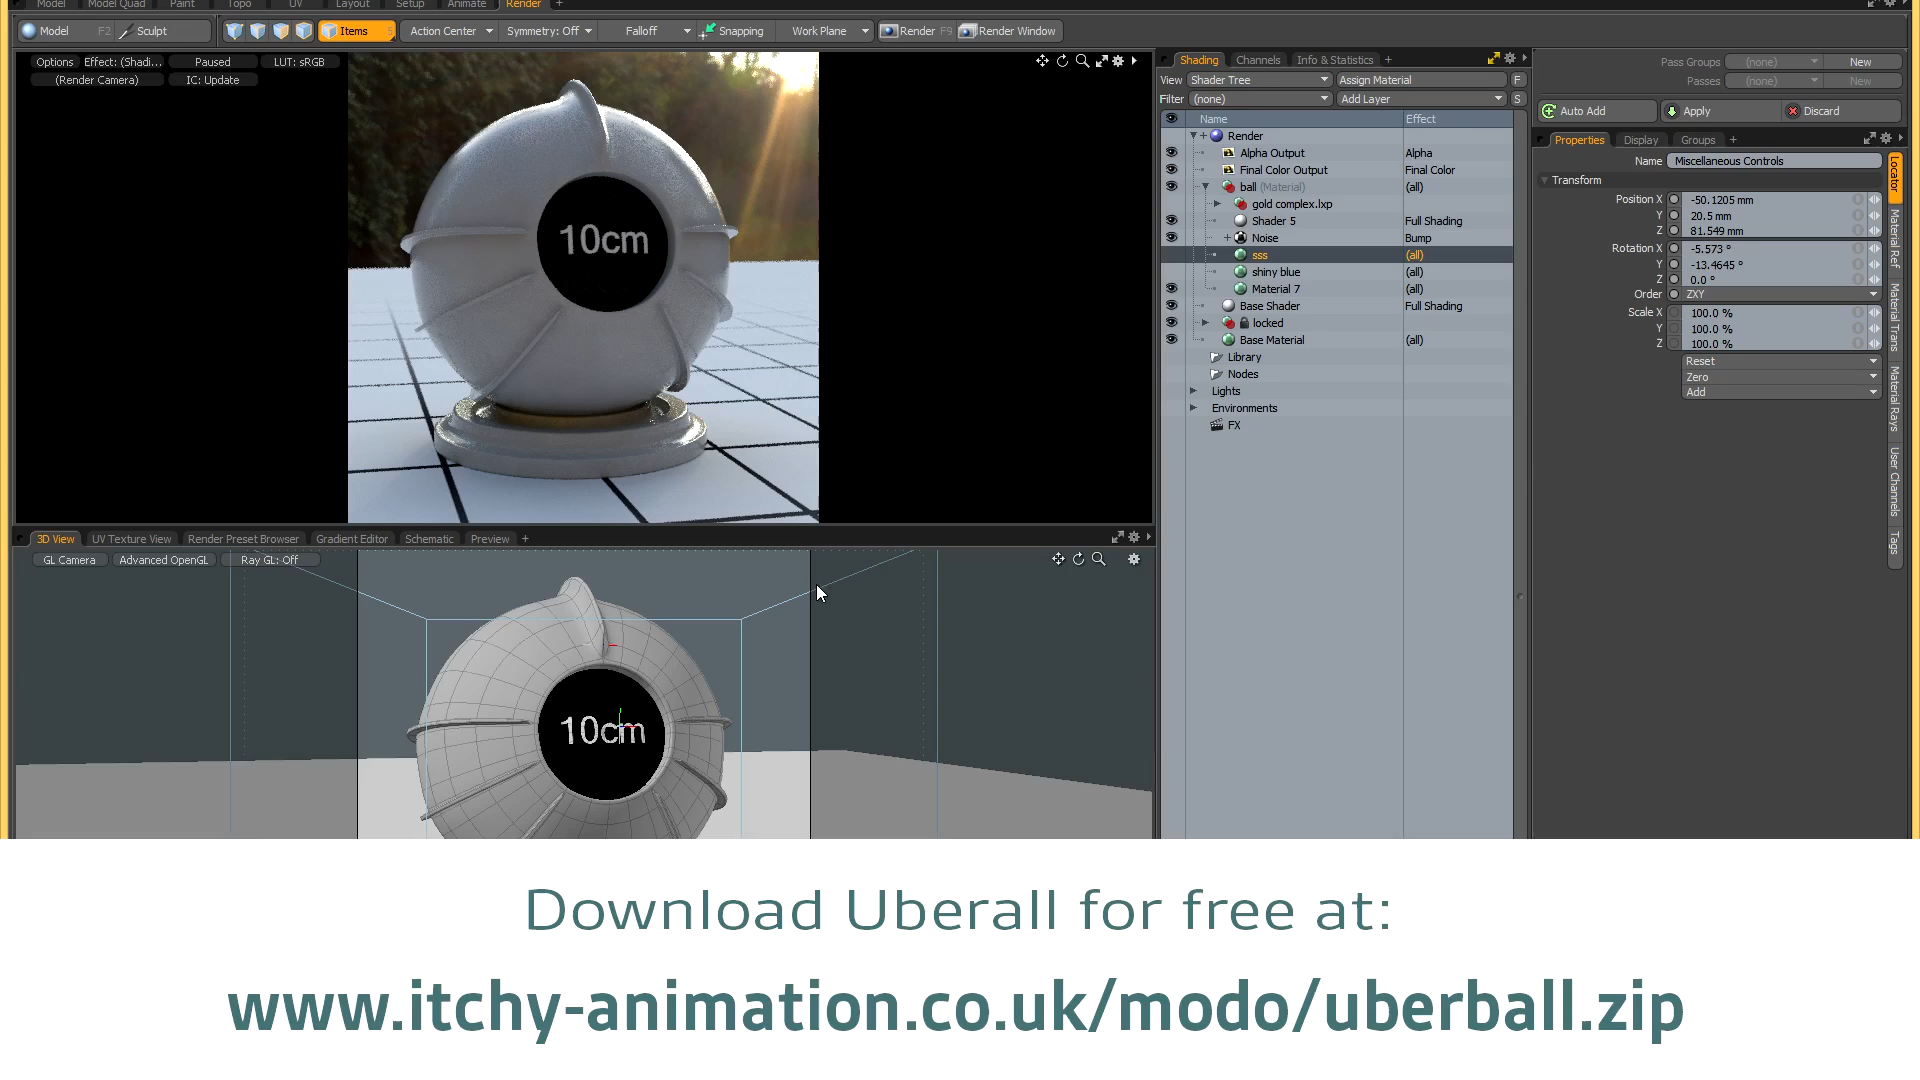 Model Model Quad Paint Topo UV Layout Setup Animate Render +
Model F2 Sculpt Items 5 Action Center Symmetry: Off Falloff Snapping Work Plane Render F9 Render Window
Options Effect: (Shadi... Paused LUT: sRGB
(Render Camera) IC: Update
10cm
3D View UV Texture View Render Preset Browser Gradient Editor Schematic Preview +
GL Camera Advanced OpenGL Ray GL: Off
10cm
Shading Channels Info & Statistics +
View Shader Tree Assign Material F
Filter (none) Add Layer S
Name Effect
Render
Alpha Output Alpha
Final Color Output Final Color
ball (Material) (all)
gold complex.lxp
Shader 5 Full Shading
Noise Bump
sss (all)
shiny blue (all)
Material 7 (all)
Base Shader Full Shading
locked
Base Material (all)
Library
Nodes
Lights
Environments
FX
Pass Groups (none) New
Passes (none) New
Auto Add Apply Discard
Properties Display Groups +
Name Miscellaneous Controls
Transform
Position X -50.1205 mm
Y 20.5 mm
Z 81.549 mm
Rotation X -5.573 °
Y -13.4645 °
Z 0.0 °
Order ZXY
Scale X 100.0 %
Y 100.0 %
Z 100.0 %
Reset
Zero
Add
Locator
Material Ref
Material Trans
Material Rays
User Channels
Tags
Download Uberall for free at:
www.itchy-animation.co.uk/modo/uberball.zip